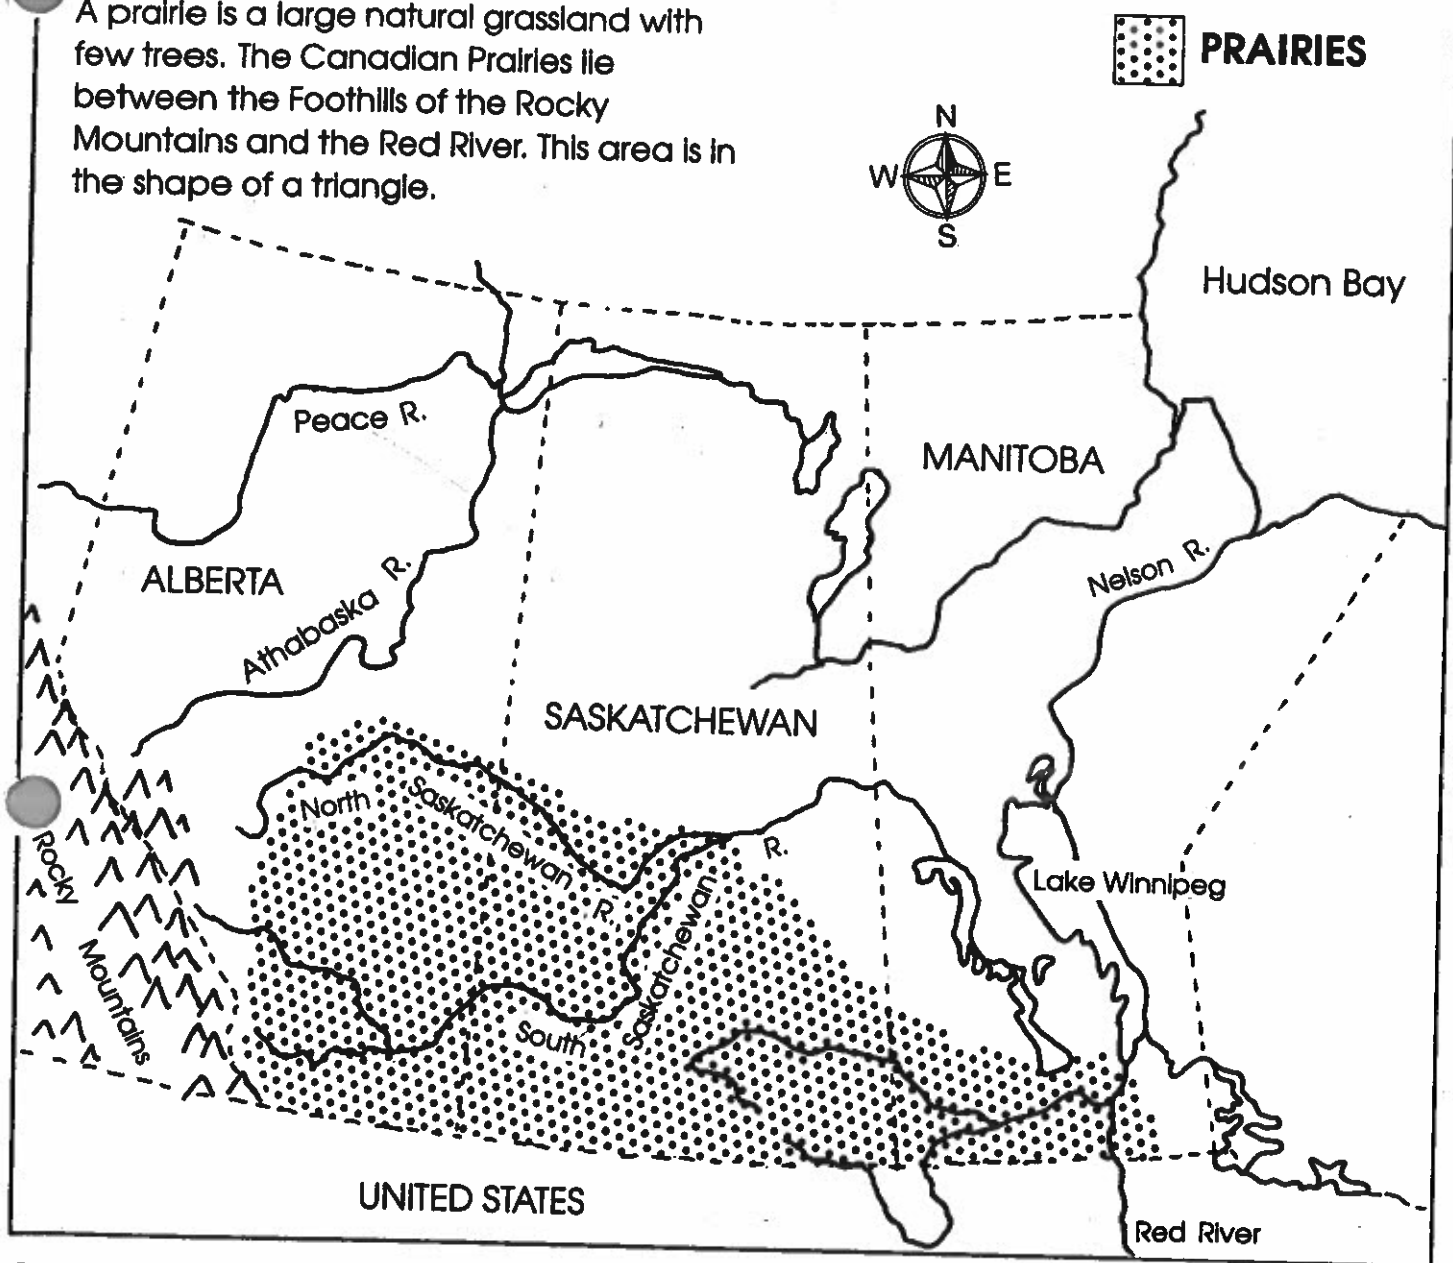 A prairie is a large natural grassland with
few trees. The Canadian Prairies lie
between the Foothills of the Rocky
Mountains and the Red River. This area is in
the shape of a triangle.
PRAIRIES
N
W E
S
Hudson Bay
Peace R.
MANITOBA
ALBERTA
Athabaska R.
Nelson R.
SASKATCHEWAN
North Saskatchewan R.
R.
Rocky Mountains
Lake Winnipeg
South Saskatchewan
UNITED STATES
Red River